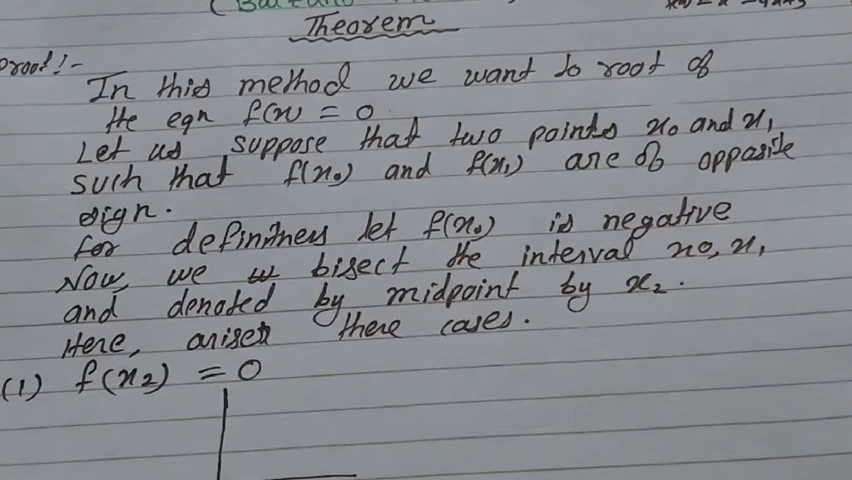 Theorem
Proof :-
In this method we want to root of
the eqn f(x) = 0
Let us suppose that two points x0 and x1
such that f(x0) and f(x1) are of opposite
sign.
for definitness let f(x0) is negative
Now, we bisect the interval x0, x1
and denoted by midpoint by x2.
Here, arises there cases.
(1) f(x2) = 0